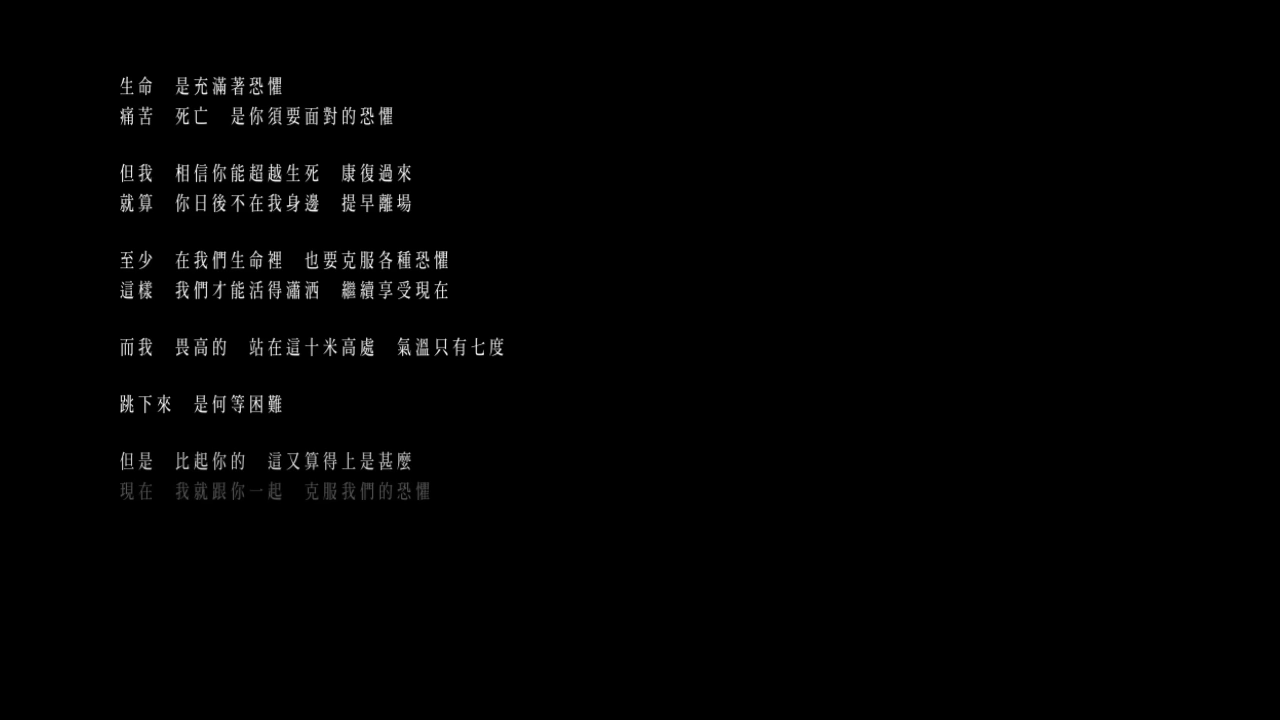 生命　是充滿著恐懼
痛苦　死亡　是你須要面對的恐懼
但我　相信你能超越生死　康復過來
就算　你日後不在我身邊　提早離場
至少　在我們生命裡　也要克服各種恐懼
這樣　我們才能活得瀟洒　繼續享受現在
而我　畏高的　站在這十米高處　氣溫只有七度
跳下來　是何等困難
但是　比起你的　這又算得上是甚麼
現在　我就跟你一起　克服我們的恐懼